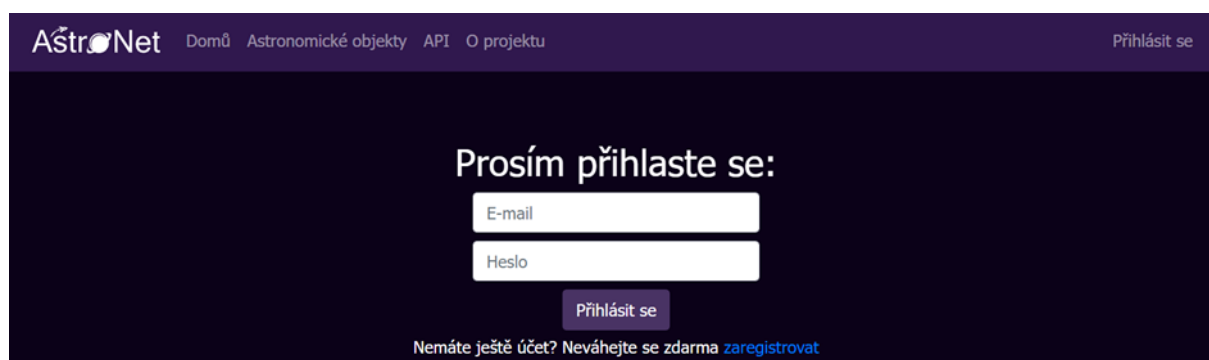 AstroNet Domů Astronomické objekty API O projektu Přihlásit se
Prosím přihlaste se:
E-mail
Heslo
Přihlásit se
Nemáte ještě účet? Neváhejte se zdarma zaregistrovat